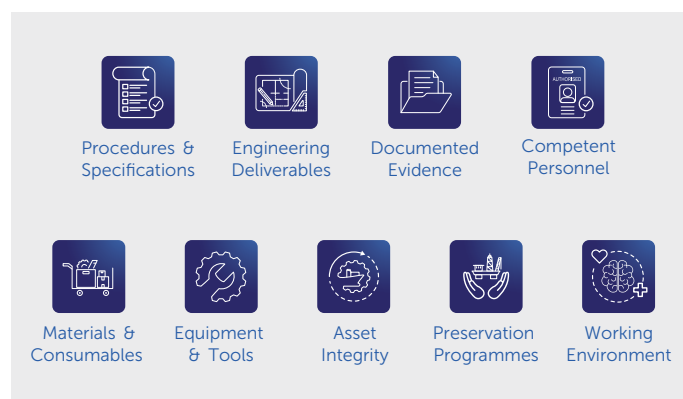 AUTHORISED
Procedures &
Specifications
Engineering
Deliverables
Documented
Evidence
Competent
Personnel
Materials &
Consumables
Equipment
& Tools
Asset
Integrity
Preservation
Programmes
Working
Environment